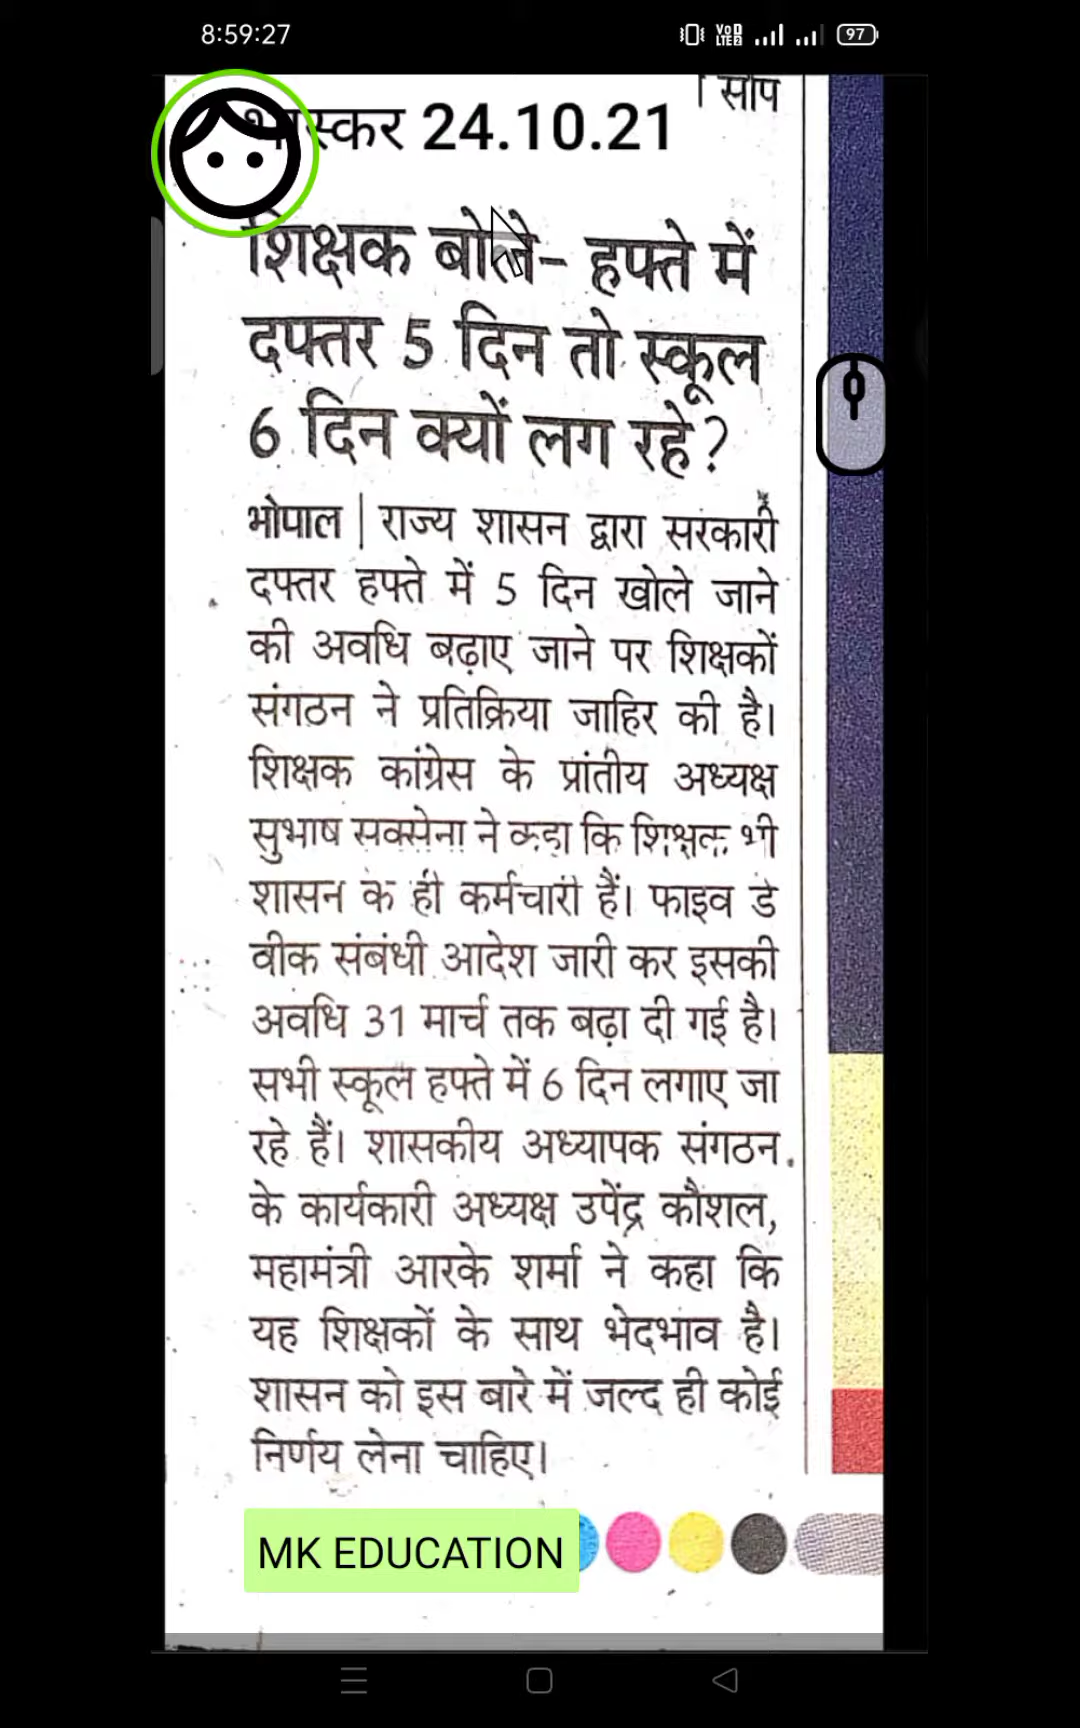 8:59:27
VoD LTE2 97
। सौंप
भास्कर 24.10.21
शिक्षक बोले- हफ्ते में
दफ्तर 5 दिन तो स्कूल
6 दिन क्यों लग रहे?
भोपाल | राज्य शासन द्वारा सरकारी
दफ्तर हफ्ते में 5 दिन खोले जाने
की अवधि बढ़ाए जाने पर शिक्षकों
संगठन ने प्रतिक्रिया जाहिर की है।
शिक्षक कांग्रेस के प्रांतीय अध्यक्ष
सुभाष सक्सेना ने कहा कि शिक्षक भी
शासन के ही कर्मचारी हैं। फाइव डे
वीक संबंधी आदेश जारी कर इसकी
अवधि 31 मार्च तक बढ़ा दी गई है।
सभी स्कूल हफ्ते में 6 दिन लगाए जा
रहे हैं। शासकीय अध्यापक संगठन
के कार्यकारी अध्यक्ष उपेंद्र कौशल,
महामंत्री आरके शर्मा ने कहा कि
यह शिक्षकों के साथ भेदभाव है।
शासन को इस बारे में जल्द ही कोई
निर्णय लेना चाहिए।
MK EDUCATION